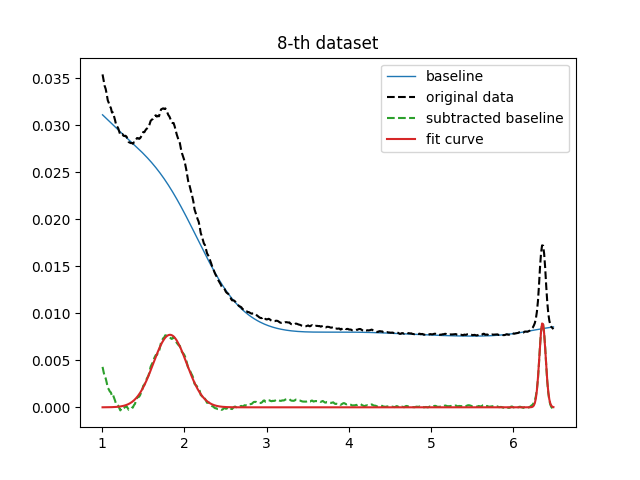 8-th dataset
baseline
original data
subtracted baseline
fit curve
0.035
0.030
0.025
0.020
0.015
0.010
0.005
0.000
1 2 3 4 5 6